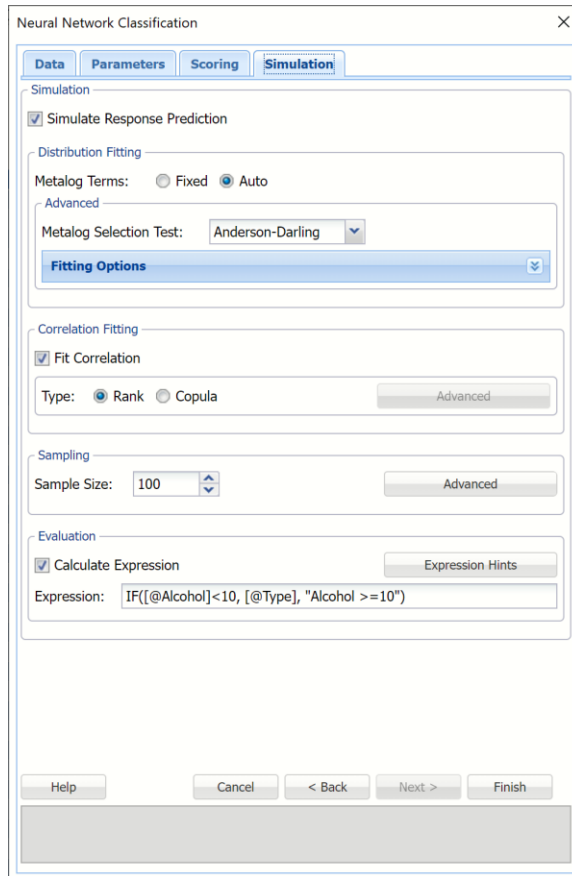 Neural Network Classification
Data Parameters Scoring Simulation
Simulation
Simulate Response Prediction
Distribution Fitting
Metalog Terms: Fixed Auto
Advanced
Metalog Selection Test: Anderson-Darling
Fitting Options
Correlation Fitting
Fit Correlation
Type: Rank Copula Advanced
Sampling
Sample Size: 100 Advanced
Evaluation
Calculate Expression Expression Hints
Expression: IF([@Alcohol]<10, [@Type], "Alcohol >=10")
Help Cancel < Back Next > Finish